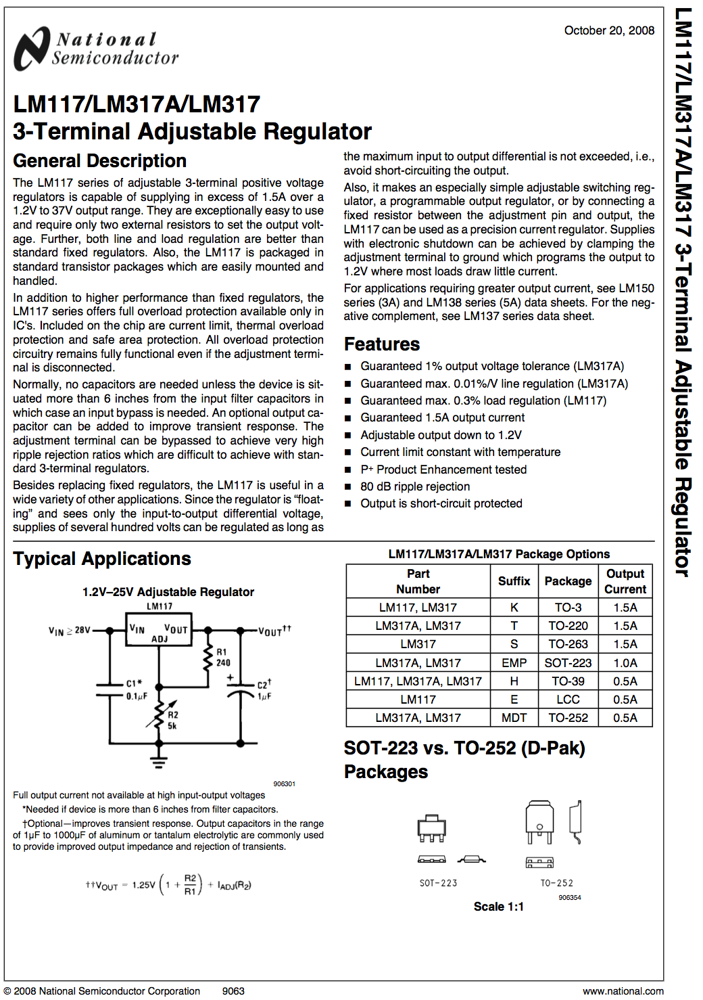 National
Semiconductor
October 20, 2008
LM117/LM317A/LM317
3-Terminal Adjustable Regulator
General Description
The LM117 series of adjustable 3-terminal positive voltage
regulators is capable of supplying in excess of 1.5A over a
1.2V to 37V output range. They are exceptionally easy to use
and require only two external resistors to set the output volt-
age. Further, both line and load regulation are better than
standard fixed regulators. Also, the LM117 is packaged in
standard transistor packages which are easily mounted and
handled.
In addition to higher performance than fixed regulators, the
LM117 series offers full overload protection available only in
IC's. Included on the chip are current limit, thermal overload
protection and safe area protection. All overload protection
circuitry remains fully functional even if the adjustment termi-
nal is disconnected.
Normally, no capacitors are needed unless the device is sit-
uated more than 6 inches from the input filter capacitors in
which case an input bypass is needed. An optional output ca-
pacitor can be added to improve transient response. The
adjustment terminal can be bypassed to achieve very high
ripple rejection ratios which are difficult to achieve with stan-
dard 3-terminal regulators.
Besides replacing fixed regulators, the LM117 is useful in a
wide variety of other applications. Since the regulator is “float-
ing” and sees only the input-to-output differential voltage,
supplies of several hundred volts can be regulated as long as
the maximum input to output differential is not exceeded, i.e.,
avoid short-circuiting the output.
Also, it makes an especially simple adjustable switching reg-
ulator, a programmable output regulator, or by connecting a
fixed resistor between the adjustment pin and output, the
LM117 can be used as a precision current regulator. Supplies
with electronic shutdown can be achieved by clamping the
adjustment terminal to ground which programs the output to
1.2V where most loads draw little current.
For applications requiring greater output current, see LM150
series (3A) and LM138 series (5A) data sheets. For the neg-
ative complement, see LM137 series data sheet.
Features
■ Guaranteed 1% output voltage tolerance (LM317A)
■ Guaranteed max. 0.01%/V line regulation (LM317A)
■ Guaranteed max. 0.3% load regulation (LM117)
■ Guaranteed 1.5A output current
■ Adjustable output down to 1.2V
■ Current limit constant with temperature
■ P+ Product Enhancement tested
■ 80 dB ripple rejection
■ Output is short-circuit protected
Typical Applications
1.2V–25V Adjustable Regulator
LM117
VIN ≥ 28V
VIN VOUT
ADJ
VOUT††
R1
240
C1*
0.1µF
+
C2†
1µF
R2
5k
906301
Full output current not available at high input-output voltages
*Needed if device is more than 6 inches from filter capacitors.
†Optional—improves transient response. Output capacitors in the range
of 1µF to 1000µF of aluminum or tantalum electrolytic are commonly used
to provide improved output impedance and rejection of transients.
††VOUT = 1.25V (1 + R2/R1) + IADJ(R2)
LM117/LM317A/LM317 Package Options
Part Number Suffix Package Output Current
LM117, LM317 K TO-3 1.5A
LM317A, LM317 T TO-220 1.5A
LM317 S TO-263 1.5A
LM317A, LM317 EMP SOT-223 1.0A
LM117, LM317A, LM317 H TO-39 0.5A
LM117 E LCC 0.5A
LM317A, LM317 MDT TO-252 0.5A
SOT-223 vs. TO-252 (D-Pak)
Packages
SOT-223 TO-252
906354
Scale 1:1
LM117/LM317A/LM317 3-Terminal Adjustable Regulator
© 2008 National Semiconductor Corporation 9063 www.national.com